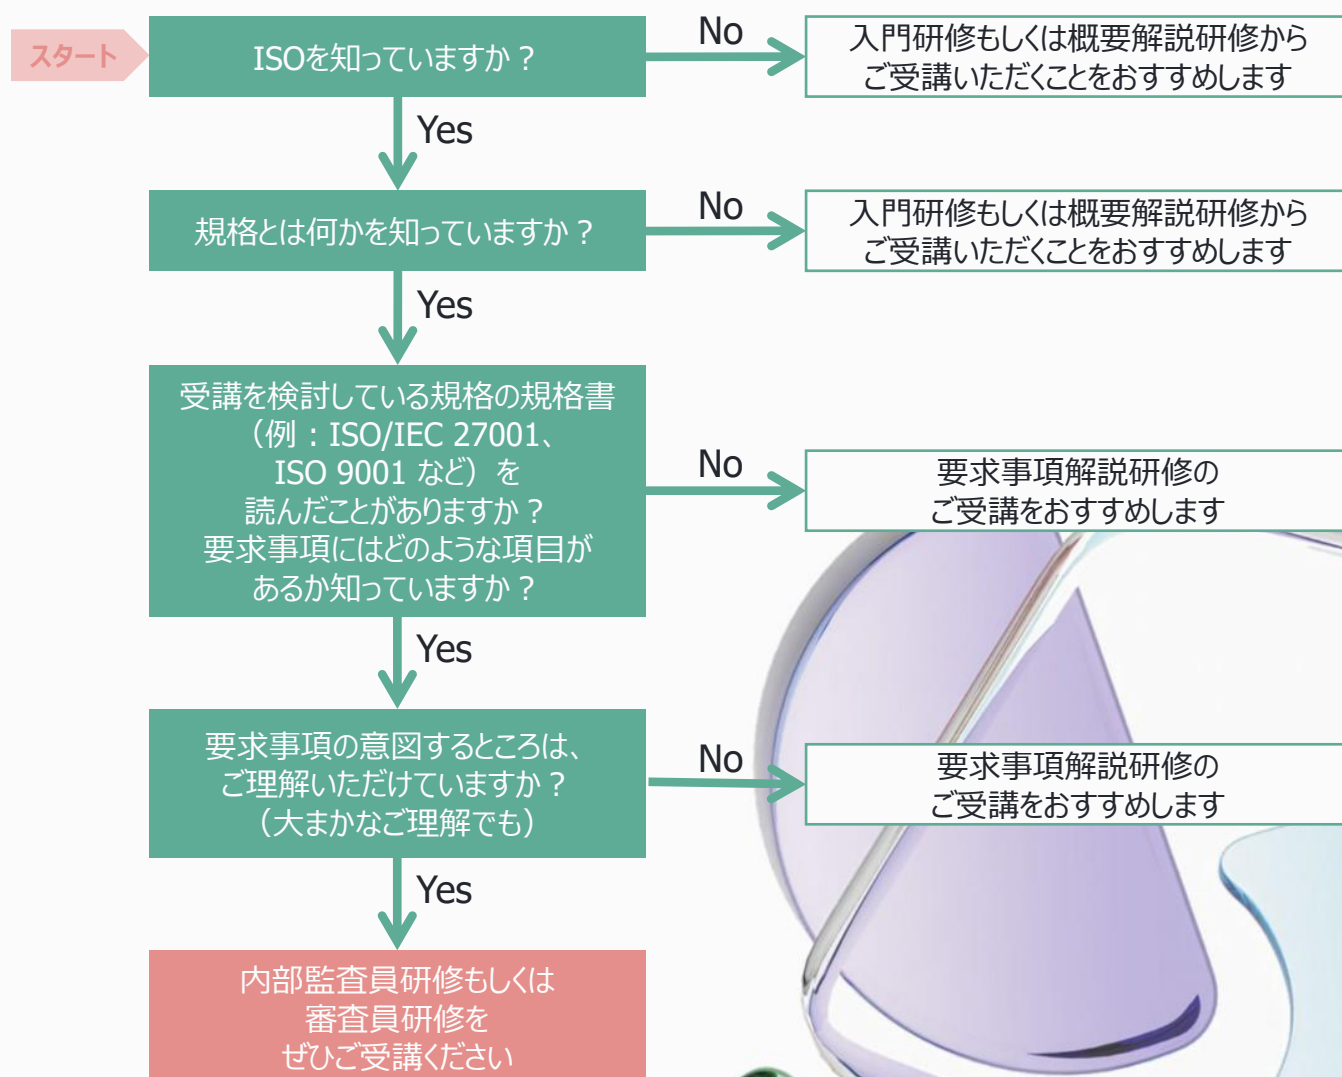 スタート
ISOを知っていますか？
No
入門研修もしくは概要解説研修から
ご受講いただくことをおすすめします
Yes
規格とは何かを知っていますか？
No
入門研修もしくは概要解説研修から
ご受講いただくことをおすすめします
Yes
受講を検討している規格の規格書
（例：ISO/IEC 27001、
ISO 9001 など）を
読んだことがありますか？
要求事項にはどのような項目が
あるか知っていますか？
No
要求事項解説研修の
ご受講をおすすめします
Yes
要求事項の意図するところは、
ご理解いただけていますか？
（大まかなご理解でも）
No
要求事項解説研修の
ご受講をおすすめします
Yes
内部監査員研修もしくは
審査員研修を
ぜひご受講ください